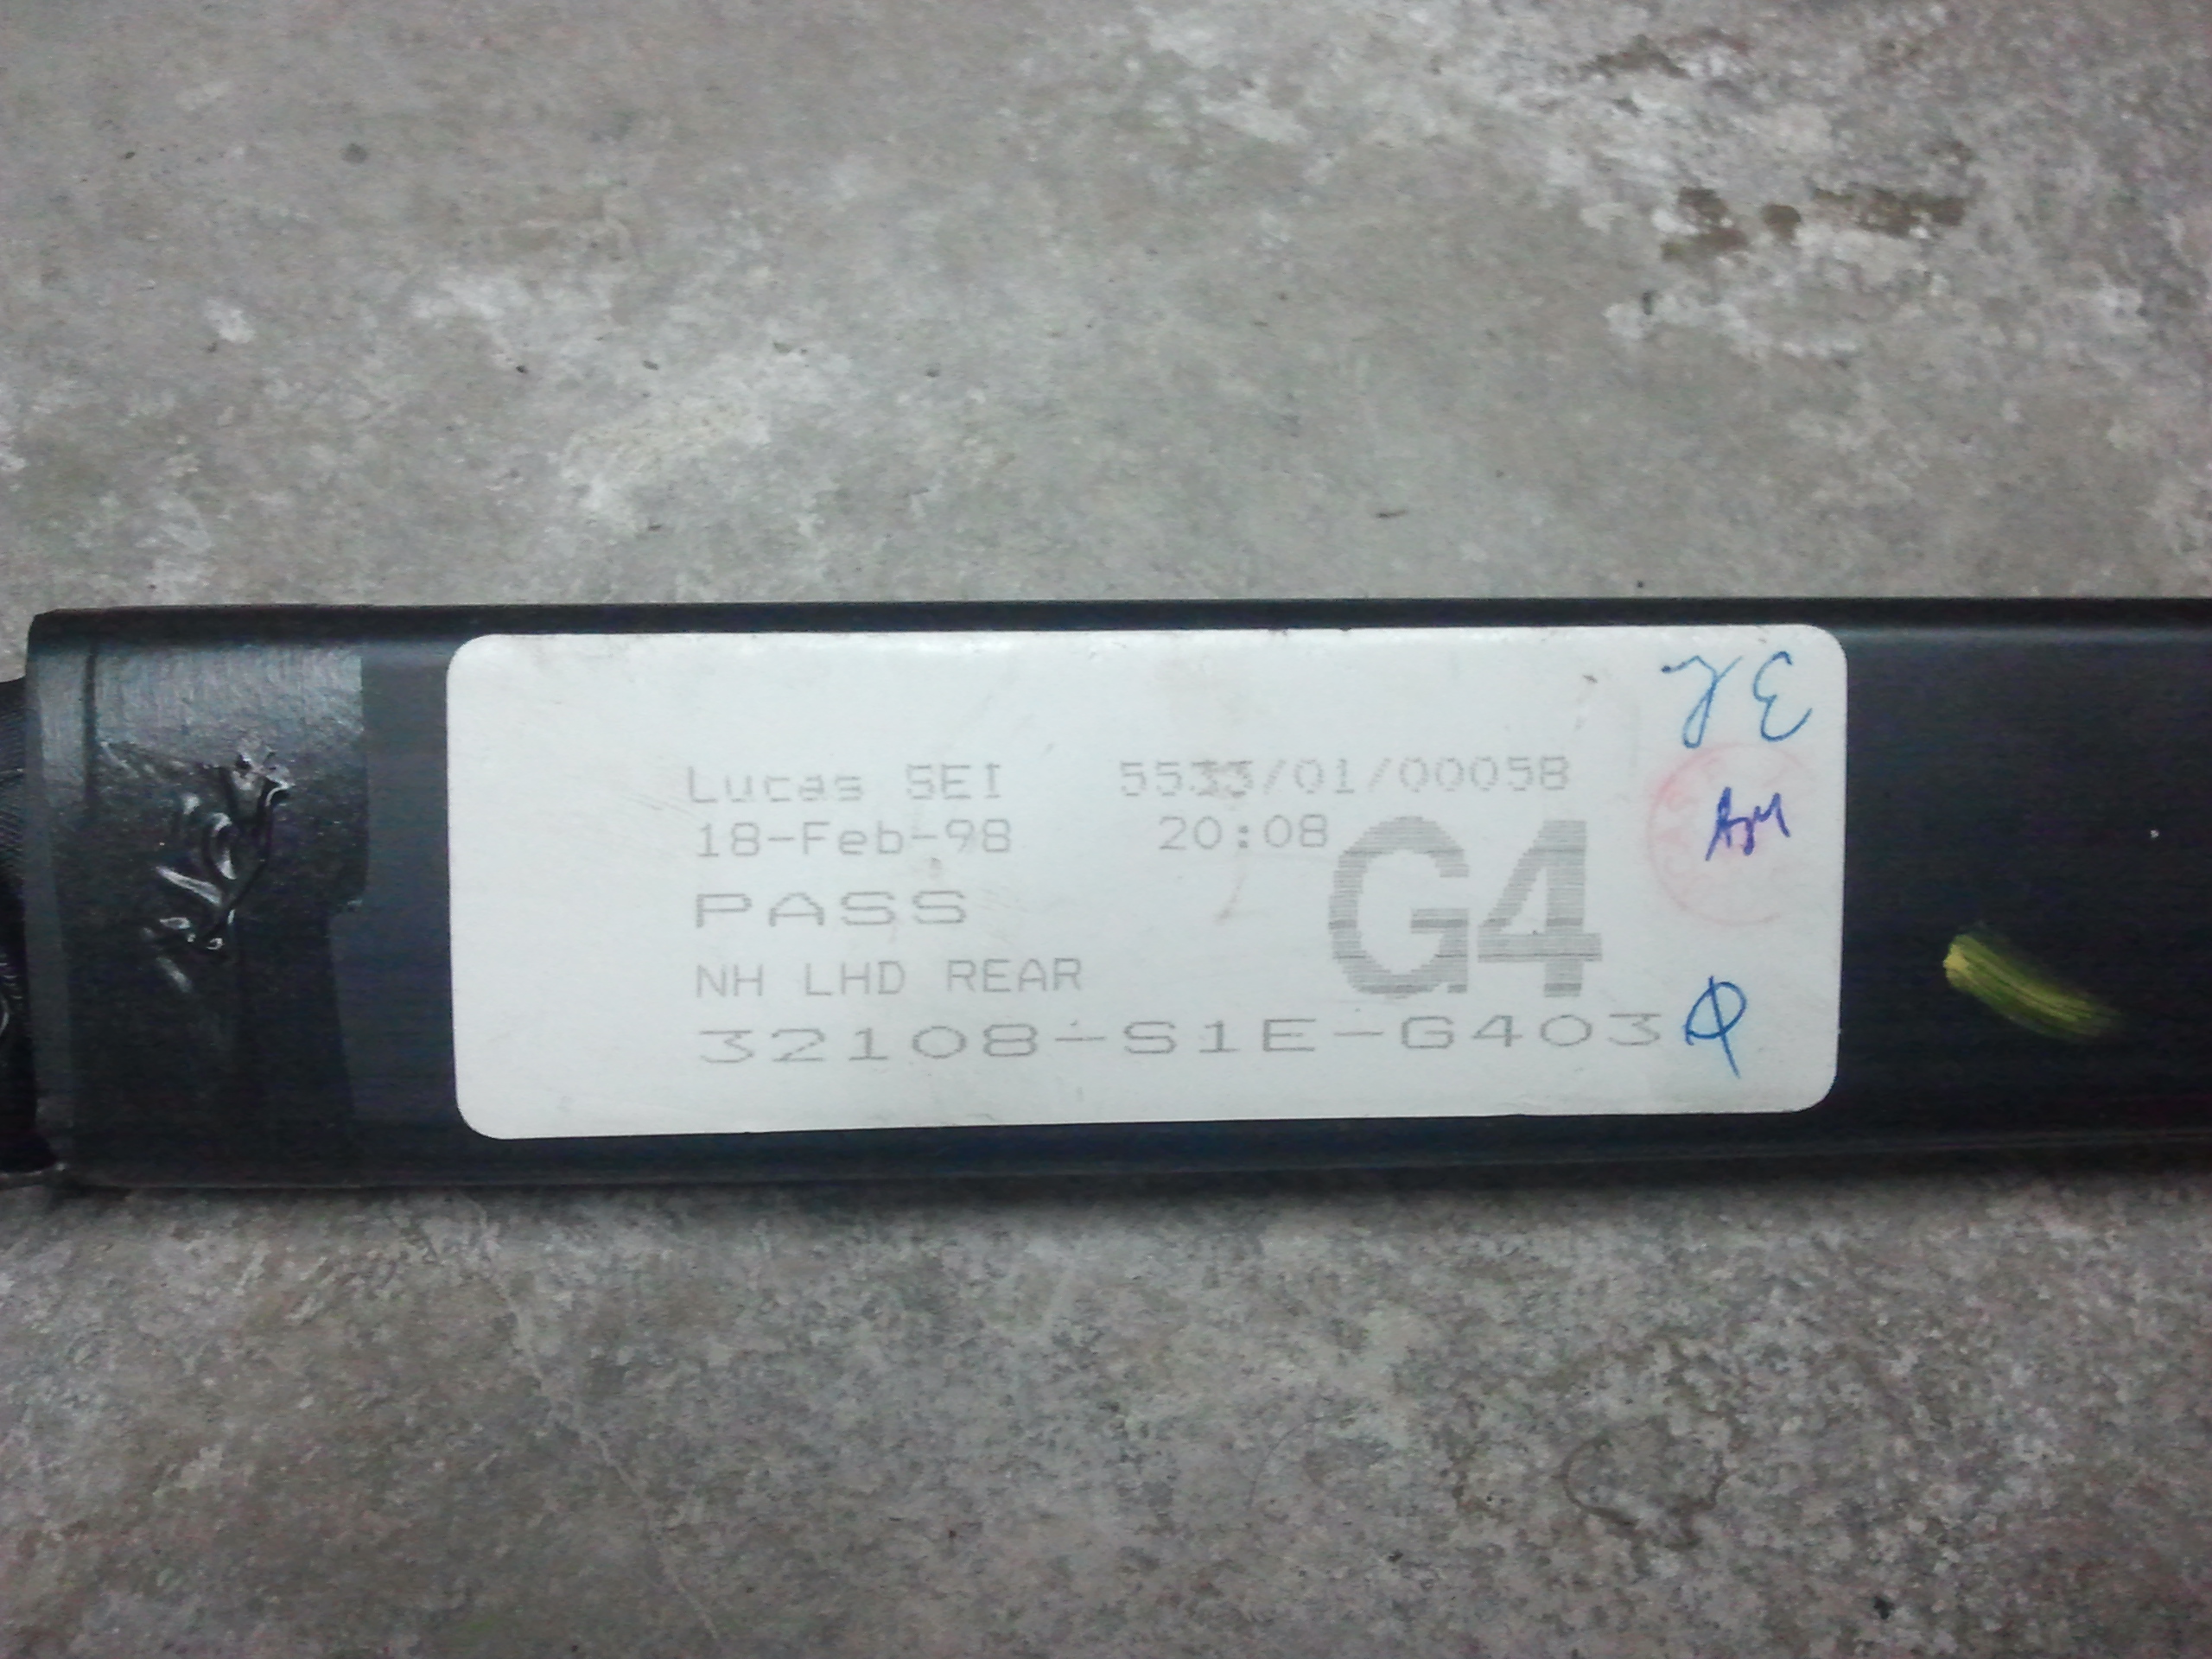 Lucas SEI 5533/01/00058
18-Feb-98 20:08
PASS
G4
NH LHD REAR
32108-S1E-G403